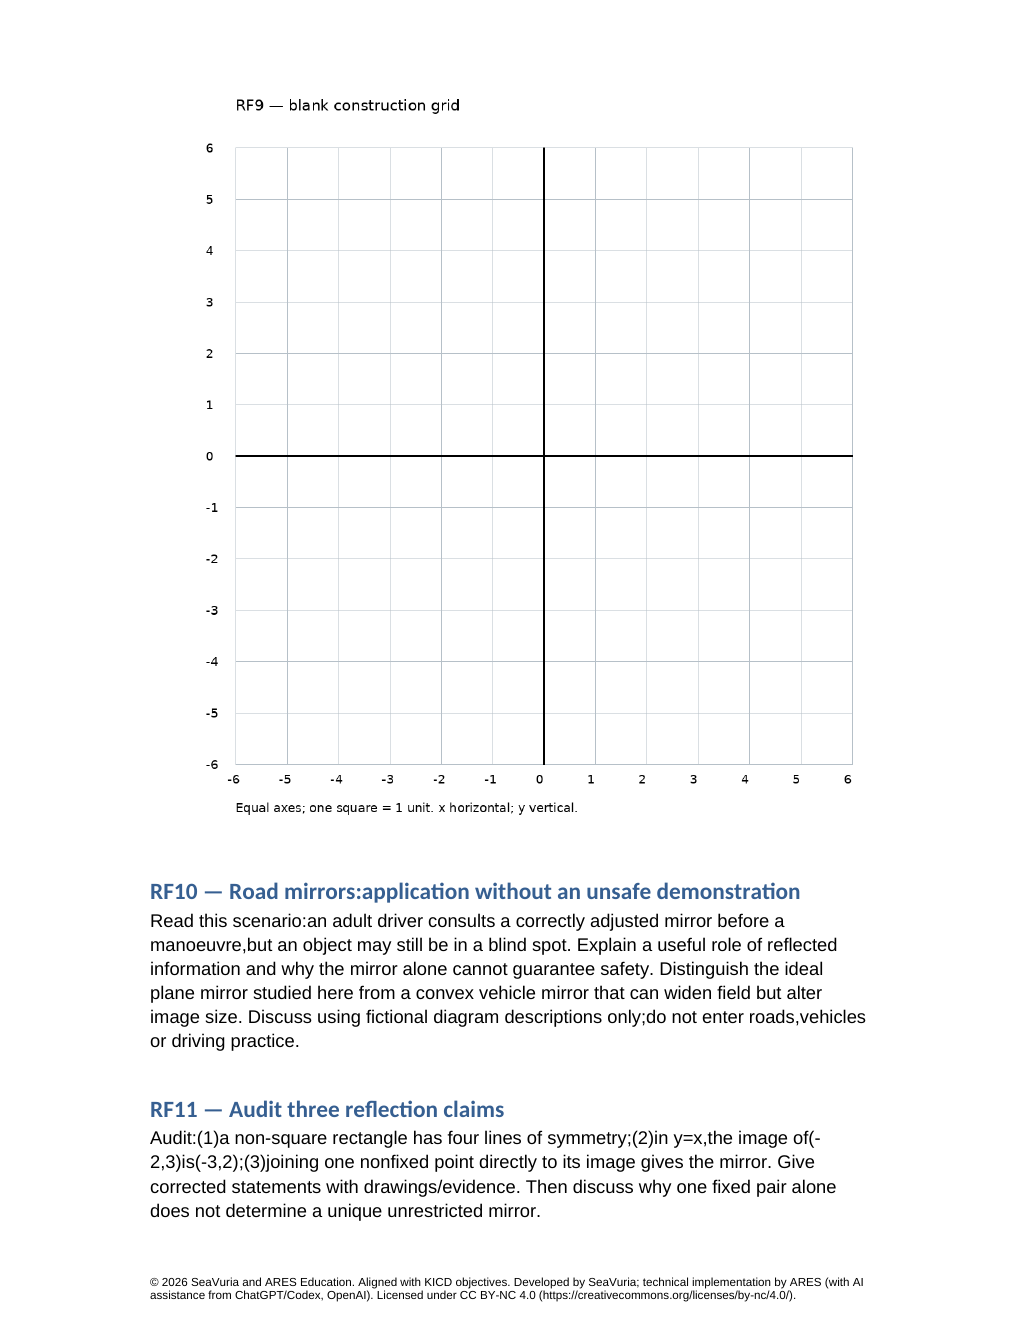 RF9 — blank construction grid
6
5
4
3
2
1
0
-1
-2
-3
-4
-5
-6
-6 -5 -4 -3 -2 -1 0 1 2 3 4 5 6
Equal axes; one square = 1 unit. x horizontal; y vertical.
RF10 — Road mirrors:application without an unsafe demonstration
Read this scenario:an adult driver consults a correctly adjusted mirror before a
manoeuvre,but an object may still be in a blind spot. Explain a useful role of reflected
information and why the mirror alone cannot guarantee safety. Distinguish the ideal
plane mirror studied here from a convex vehicle mirror that can widen field but alter
image size. Discuss using fictional diagram descriptions only;do not enter roads,vehicles
or driving practice.
RF11 — Audit three reflection claims
Audit:(1)a non-square rectangle has four lines of symmetry;(2)in y=x,the image of(-
2,3)is(-3,2);(3)joining one nonfixed point directly to its image gives the mirror. Give
corrected statements with drawings/evidence. Then discuss why one fixed pair alone
does not determine a unique unrestricted mirror.
© 2026 SeaVuria and ARES Education. Aligned with KICD objectives. Developed by SeaVuria; technical implementation by ARES (with AI
assistance from ChatGPT/Codex, OpenAI). Licensed under CC BY-NC 4.0 (https://creativecommons.org/licenses/by-nc/4.0/).